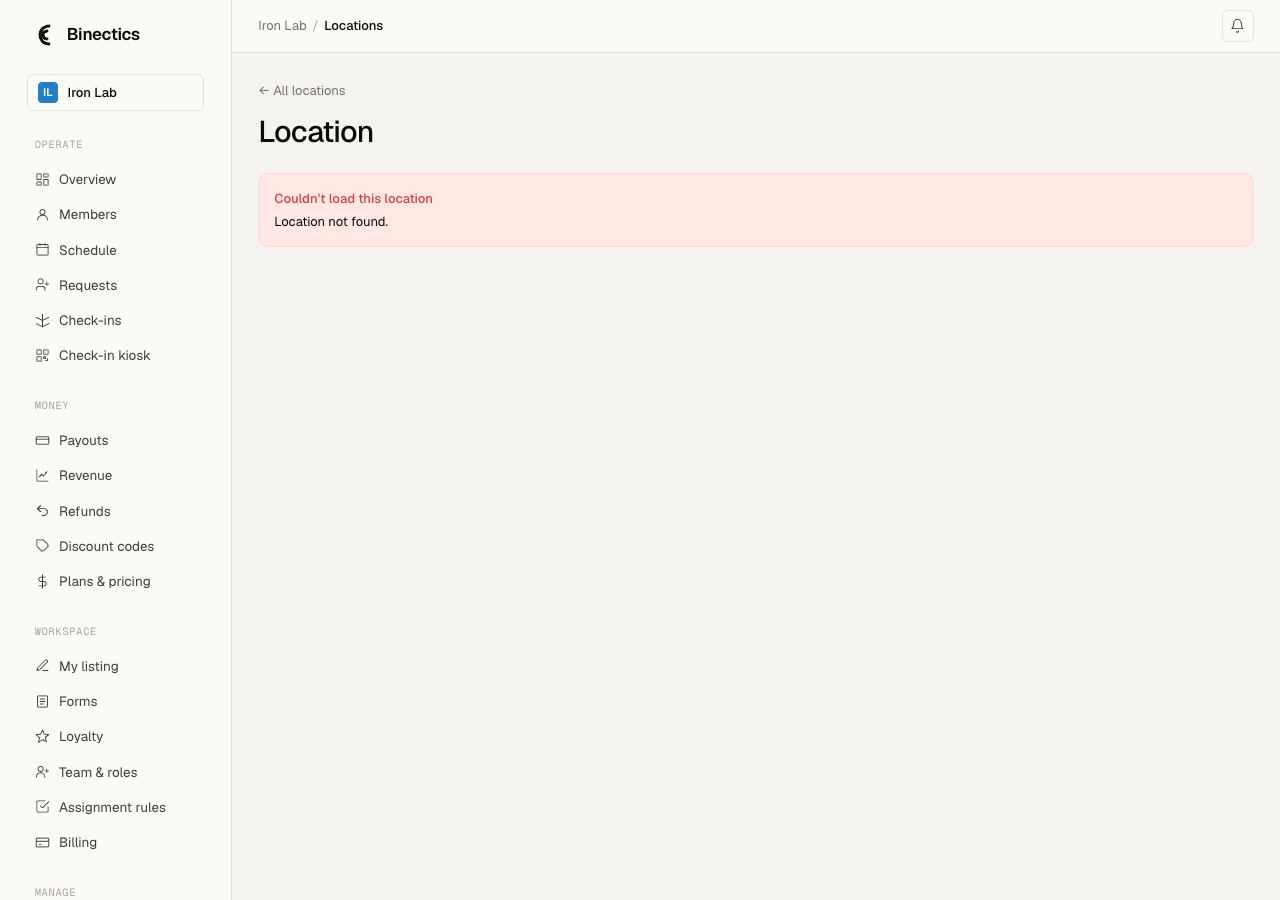 Binectics
IL Iron Lab
OPERATE
Overview
Members
Schedule
Requests
Check-ins
Check-in kiosk
MONEY
Payouts
Revenue
Refunds
Discount codes
Plans & pricing
WORKSPACE
My listing
Forms
Loyalty
Team & roles
Assignment rules
Billing
MANAGE
Iron Lab / Locations
← All locations
Location
Couldn't load this location
Location not found.